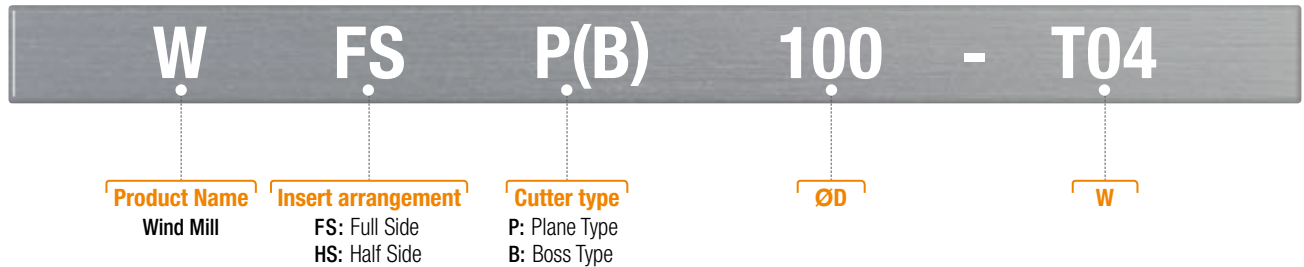 W FS P(B) 100 - T04
Product Name Insert arrangement Cutter type ØD W
Wind Mill FS: Full Side P: Plane Type
HS: Half Side B: Boss Type